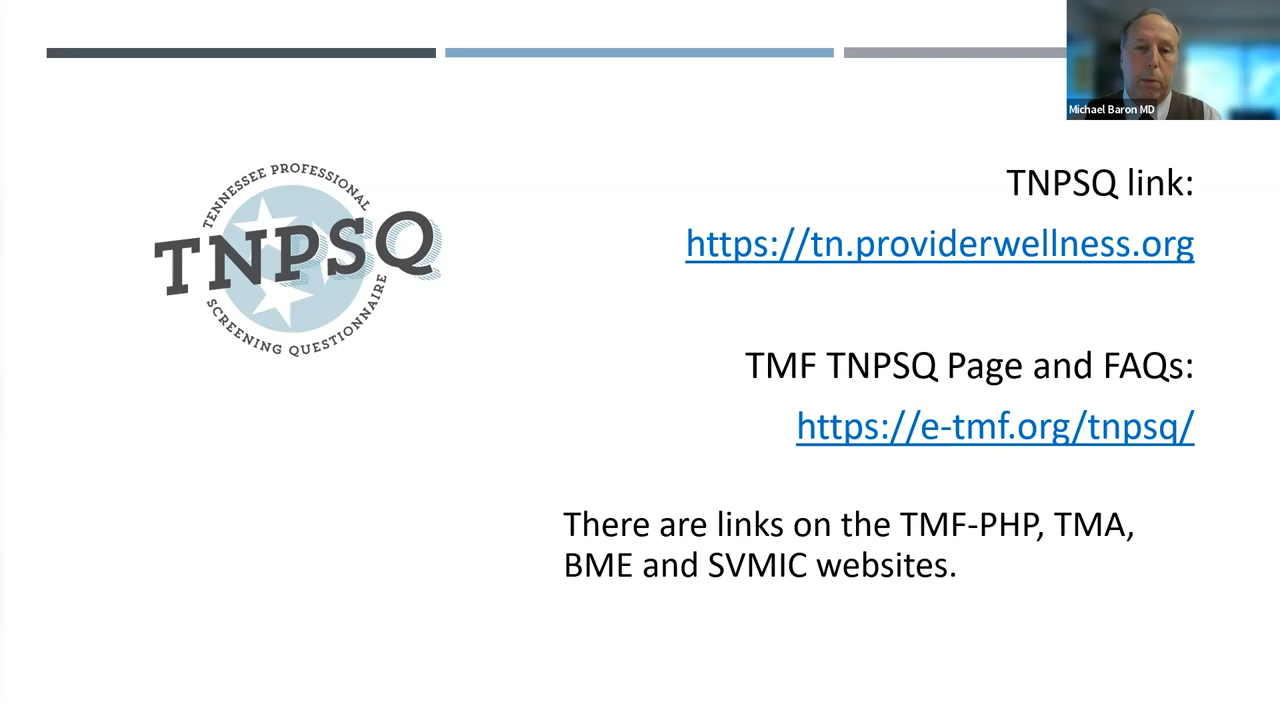 Michael Baron MD
TENNESSEE PROFESSIONAL
TNPSQ
SCREENING QUESTIONNAIRE
TNPSQ link:
https://tn.providerwellness.org
TMF TNPSQ Page and FAQs:
https://e-tmf.org/tnpsq/
There are links on the TMF-PHP, TMA,
BME and SVMIC websites.